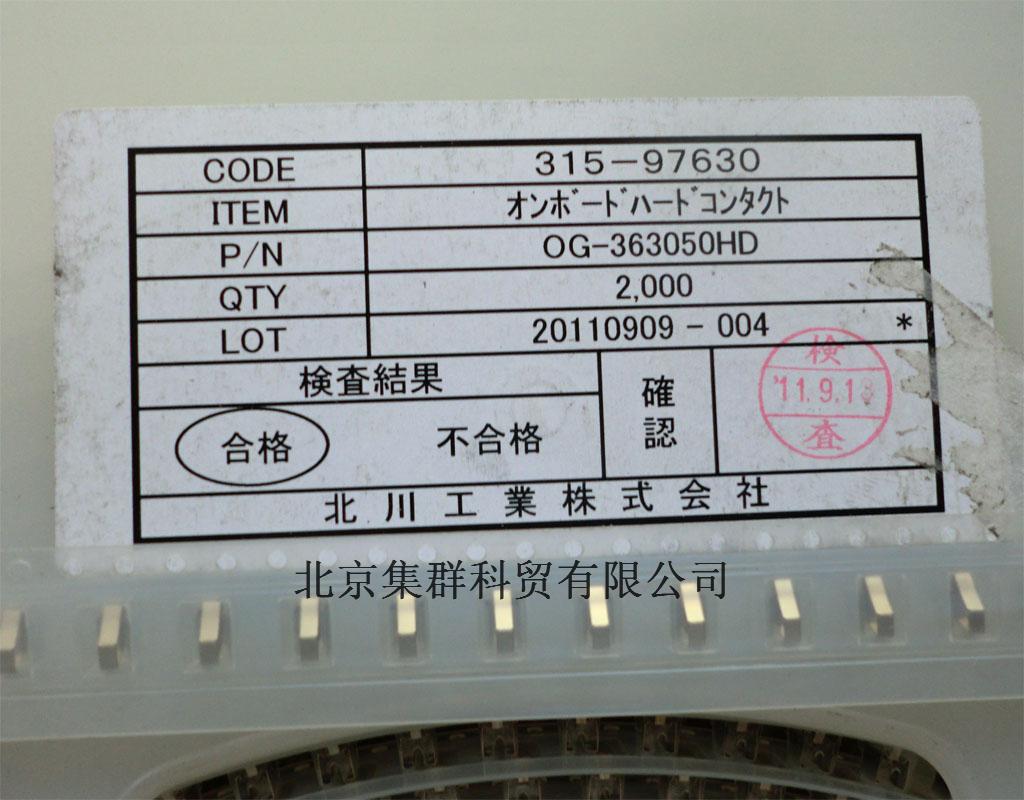 CODE 315-97630
ITEM オンボードハードコンタクト
P/N OG-363050HD
QTY 2,000
LOT 20110909 - 004 *
検査結果
合格 不合格
確認
検
'11.9.13
査
北川工業株式会社
北京集群科贸有限公司